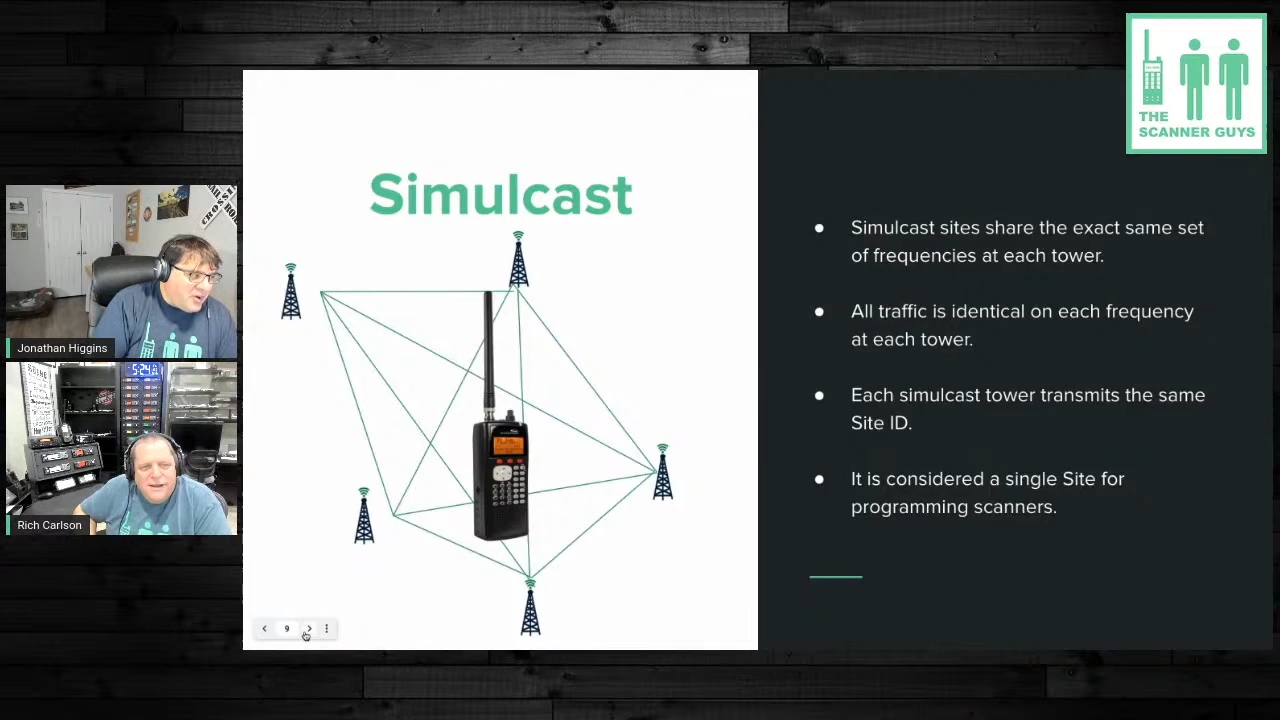 THE
SCANNER GUYS
Simulcast
Simulcast sites share the exact same set
of frequencies at each tower.
All traffic is identical on each frequency
at each tower.
Each simulcast tower transmits the same
Site ID.
It is considered a single Site for
programming scanners.
Jonathan Higgins
5:24
Rich Carlson
9